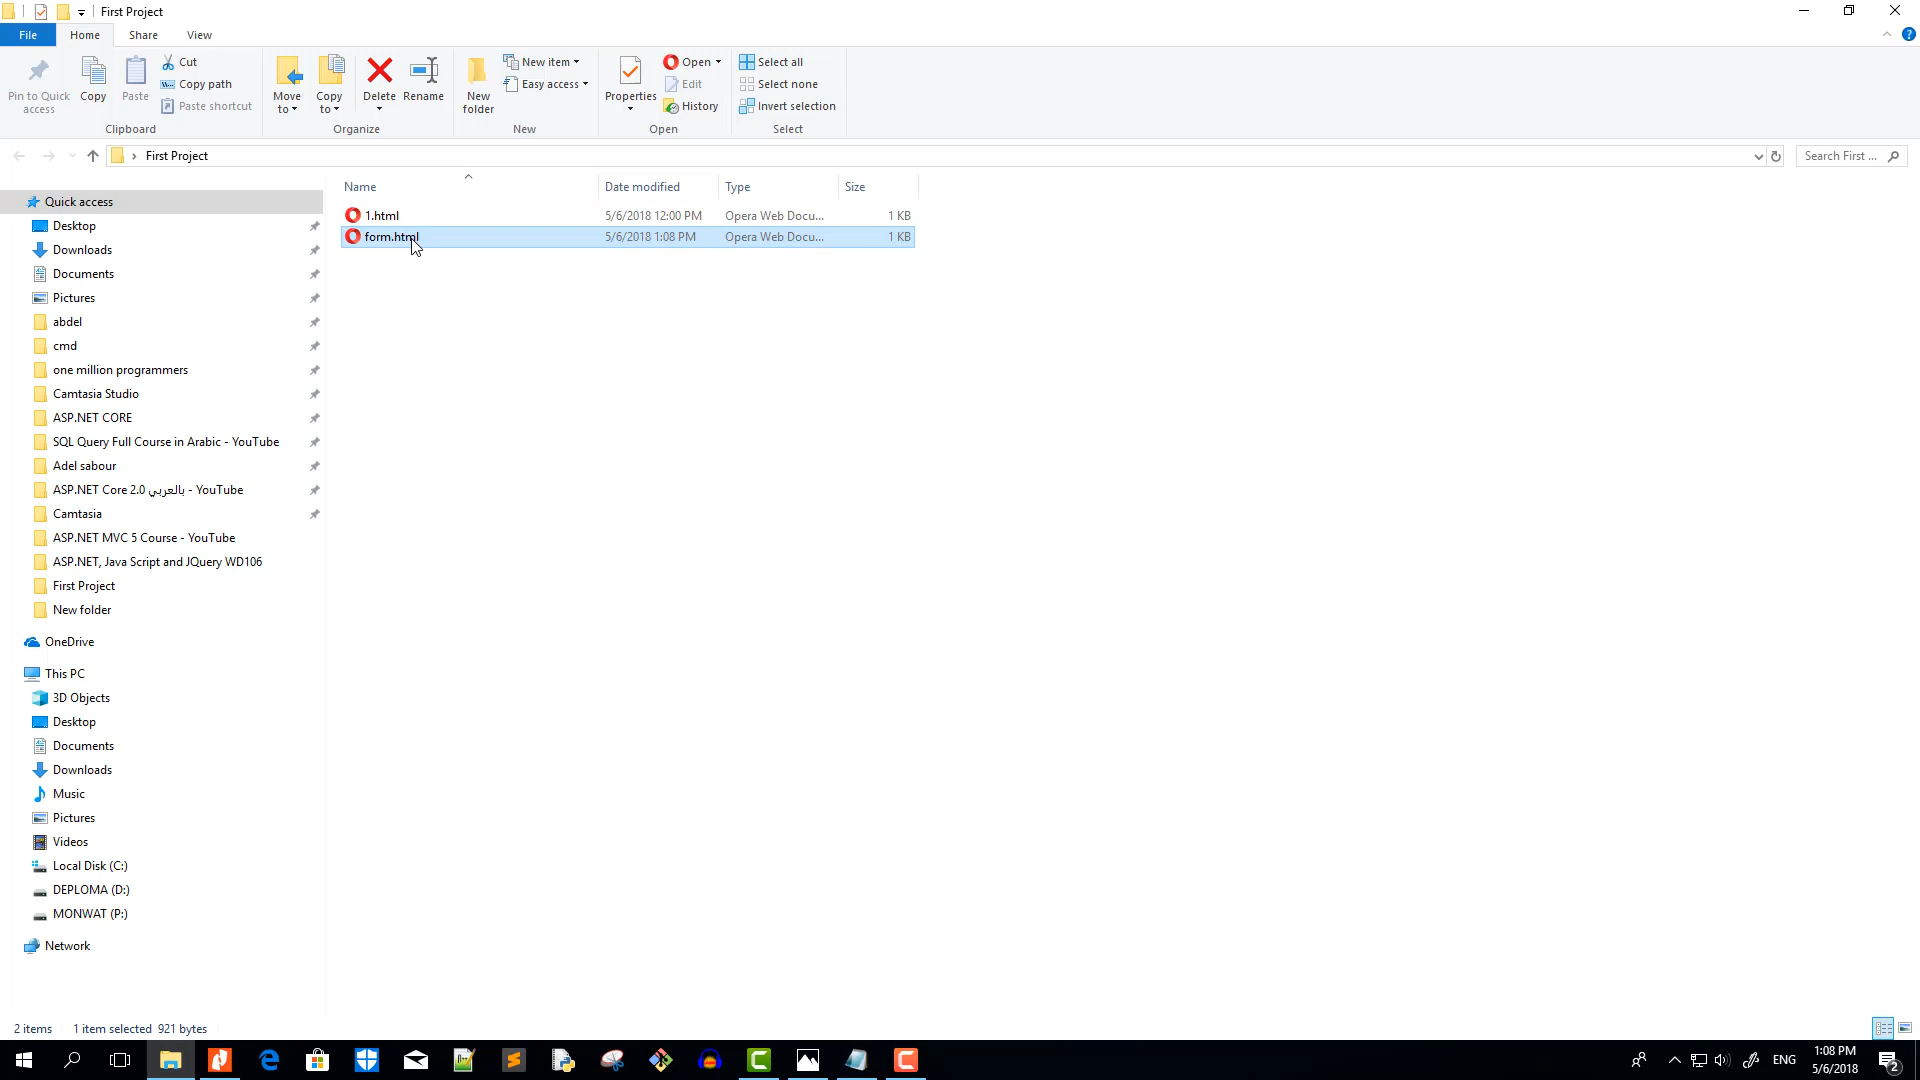 First Project
File Home Share View
Pin to Quick access
Copy
Paste
Cut
Copy path
Paste shortcut
Clipboard
Move to
Copy to
Delete
Rename
Organize
New folder
New item
Easy access
New
Properties
Open
Edit
History
Open
Select all
Select none
Invert selection
Select
First Project
Search First ...
Name Date modified Type Size
1.html 5/6/2018 12:00 PM Opera Web Docu... 1 KB
form.html 5/6/2018 1:08 PM Opera Web Docu... 1 KB
Quick access
Desktop
Downloads
Documents
Pictures
abdel
cmd
one million programmers
Camtasia Studio
ASP.NET CORE
SQL Query Full Course in Arabic - YouTube
Adel sabour
ASP.NET Core 2.0 بالعربي - YouTube
Camtasia
ASP.NET MVC 5 Course - YouTube
ASP.NET, Java Script and JQuery WD106
First Project
New folder
OneDrive
This PC
3D Objects
Desktop
Documents
Downloads
Music
Pictures
Videos
Local Disk (C:)
DEPLOMA (D:)
MONWAT (P:)
Network
2 items 1 item selected 921 bytes
ENG
1:08 PM
5/6/2018
2